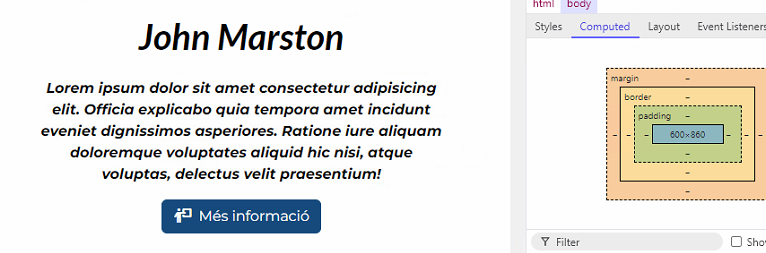 John Marston
Lorem ipsum dolor sit amet consectetur adipisicing
elit. Officia explicabo quia tempora amet incidunt
eveniet dignissimos asperiores. Ratione iure aliquam
doloremque voluptates aliquid hic nisi, atque
voluptas, delectus velit praesentium!
Més informació
html body
Styles Computed Layout Event Listeners
margin -
border -
padding -
- - - 600×860 - -
-
-
-
Filter Show